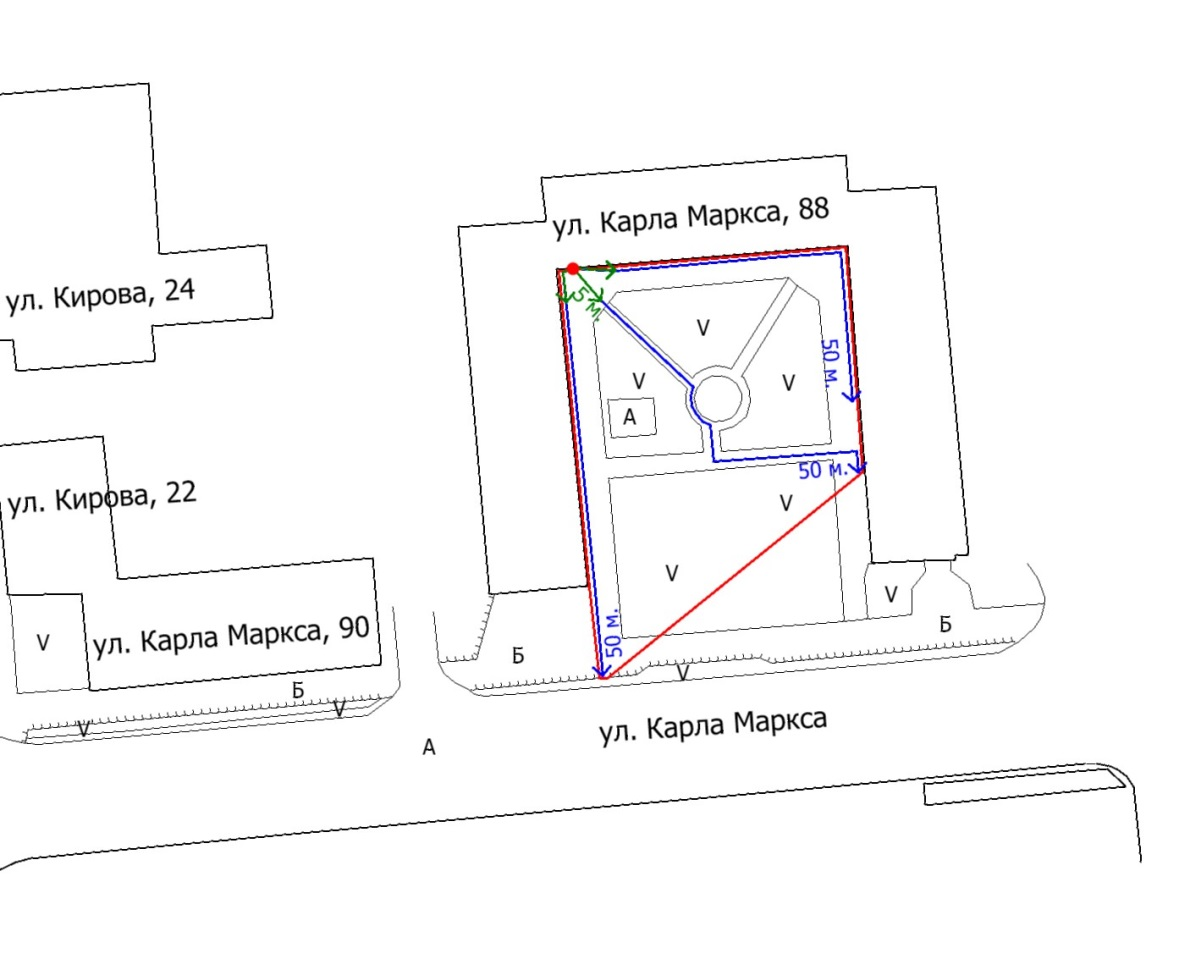 ул. Карла Маркса, 88
ул. Кирова, 24
5 м.
V
50 м.
V
V
А
50 м.
ул. Кирова, 22
V
V
V
50 м.
V
ул. Карла Маркса, 90
Б
Б
V
Б
V
V
V
ул. Карла Маркса
А